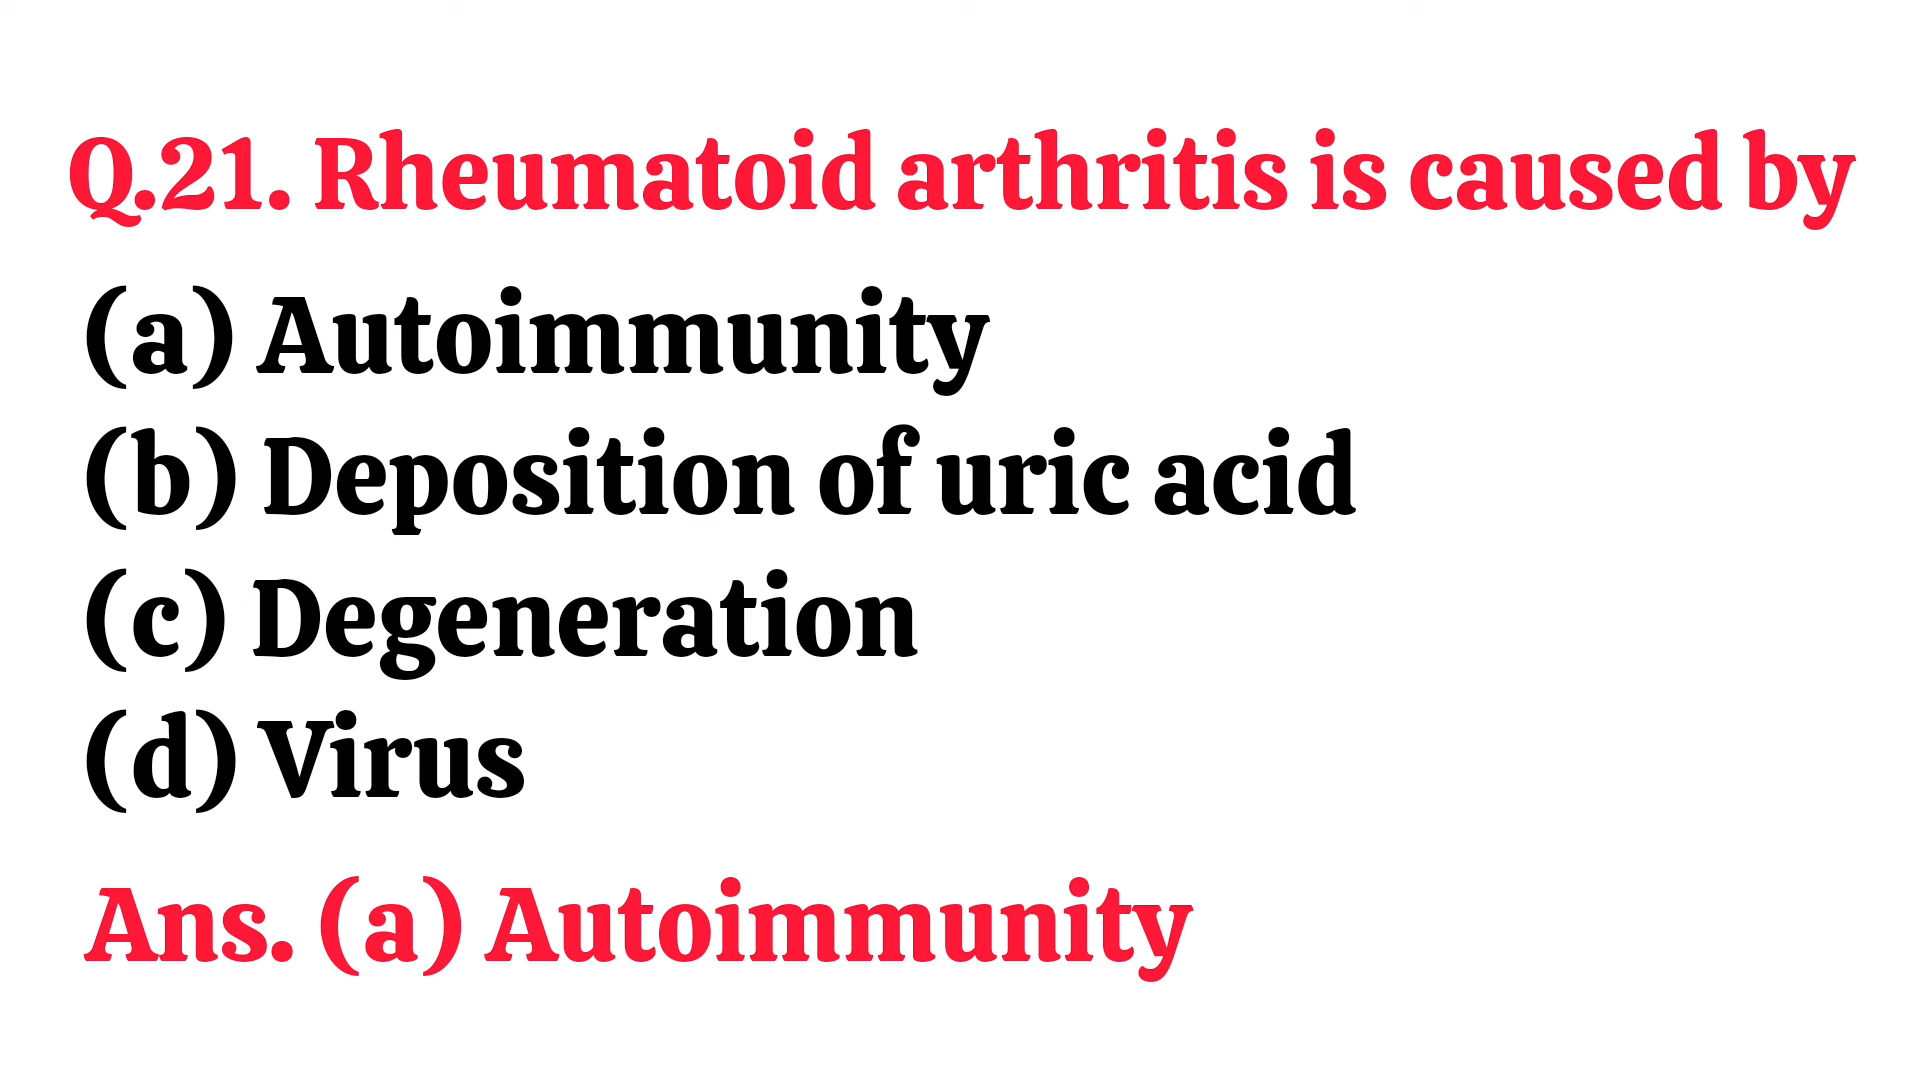 Q.21. Rheumatoid arthritis is caused by
(a) Autoimmunity
(b) Deposition of uric acid
(c) Degeneration
(d) Virus
Ans. (a) Autoimmunity